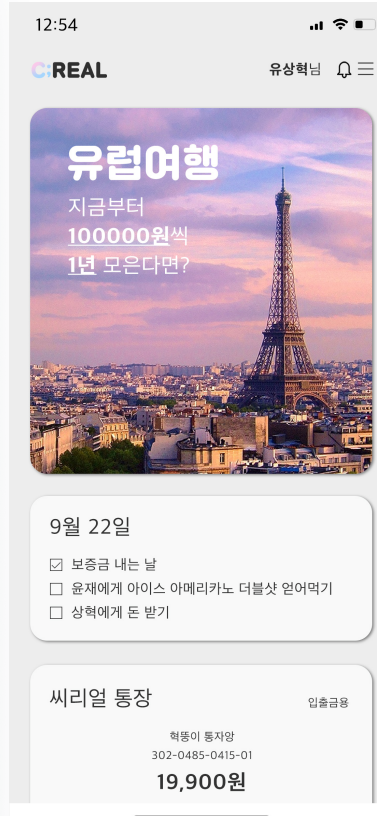 12:54
C:REAL 유상혁님
유럽여행
지금부터
100000원씩
1년 모은다면?
9월 22일
보증금 내는 날
윤재에게 아이스 아메리카노 더블샷 얻어먹기
상혁에게 돈 받기
씨리얼 통장 입출금용
혁뚱이 통자앙
302-0485-0415-01
19,900원